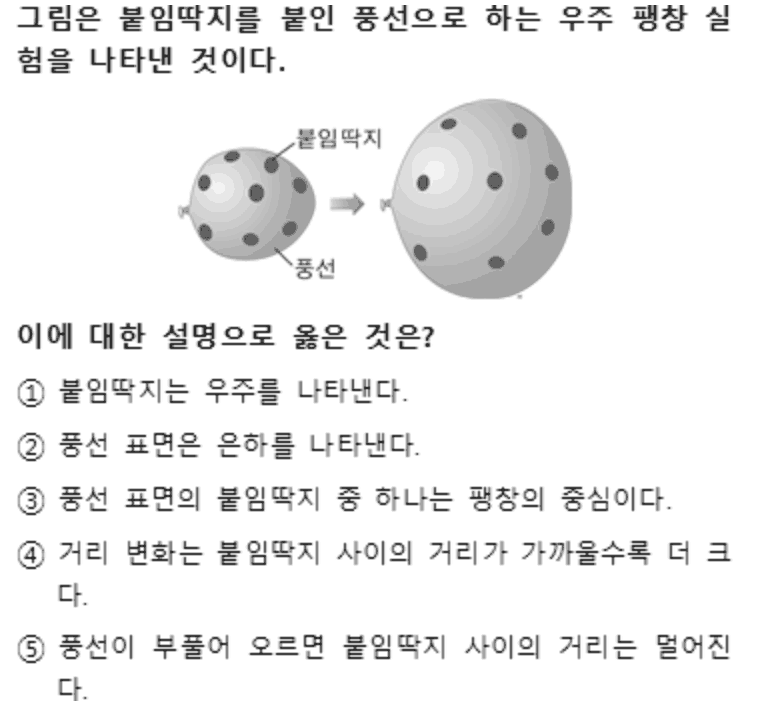 그림은 붙임딱지를 붙인 풍선으로 하는 우주 팽창 실
험을 나타낸 것이다.
붙임딱지
풍선
이에 대한 설명으로 옳은 것은?
① 붙임딱지는 우주를 나타낸다.
② 풍선 표면은 은하를 나타낸다.
③ 풍선 표면의 붙임딱지 중 하나는 팽창의 중심이다.
④ 거리 변화는 붙임딱지 사이의 거리가 가까울수록 더 크
다.
⑤ 풍선이 부풀어 오르면 붙임딱지 사이의 거리는 멀어진
다.